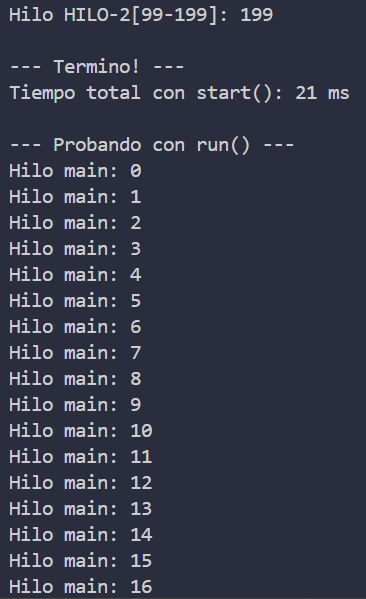 Hilo HILO-2[99-199]: 199
--- Termino! ---
Tiempo total con start(): 21 ms
--- Probando con run() ---
Hilo main: 0
Hilo main: 1
Hilo main: 2
Hilo main: 3
Hilo main: 4
Hilo main: 5
Hilo main: 6
Hilo main: 7
Hilo main: 8
Hilo main: 9
Hilo main: 10
Hilo main: 11
Hilo main: 12
Hilo main: 13
Hilo main: 14
Hilo main: 15
Hilo main: 16